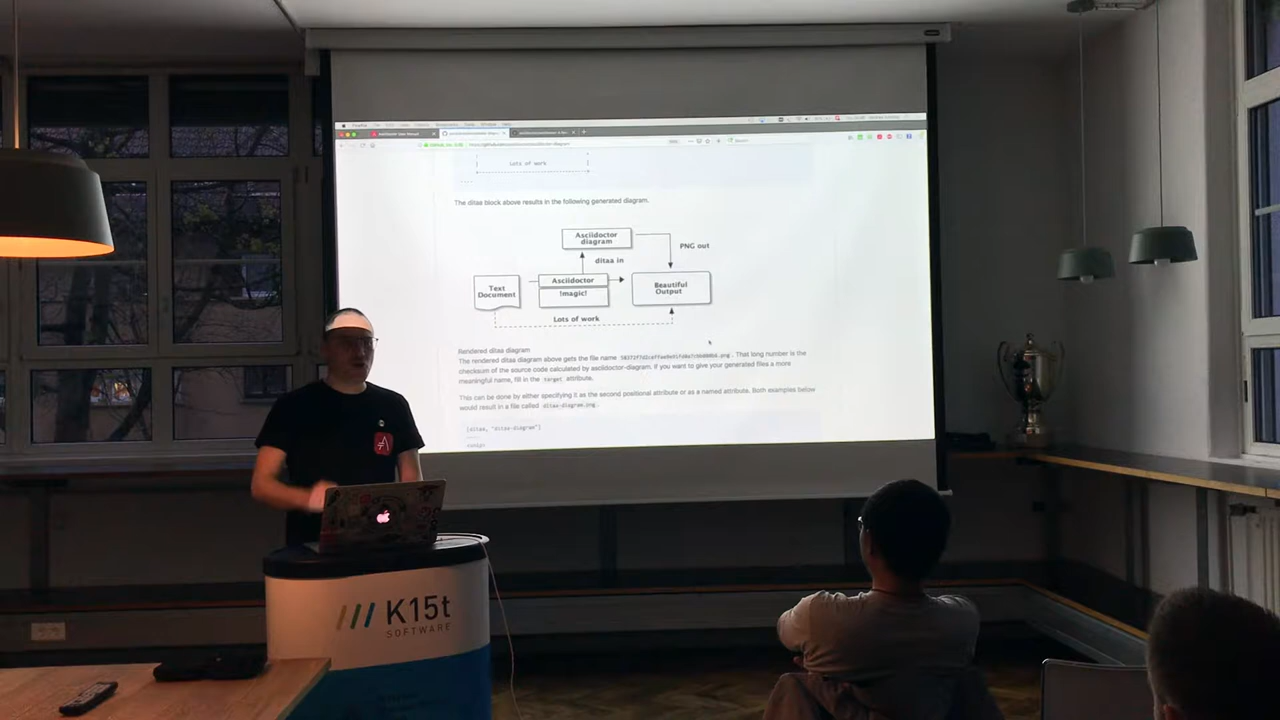 Lots of work
The ditaa block above results in the following generated diagram.
Asciidoctor
diagram
PNG out
ditaa in
Text
Document
Asciidoctor
!magic!
Beautiful
Output
Lots of work
Rendered ditaa diagram
The rendered ditaa diagram above gets the file name . That long number is the
checksum of the source code calculated by asciidoctor-diagram. If you want to give your generated files a more
meaningful name, fill in the target attribute.
This can be done by either specifying it as the second positional attribute or as a named attribute. Both examples below
would result in a file called ditaa-diagram.png.
[ditaa, "ditaa-diagram"]
----
<snip>
K15t
SOFTWARE